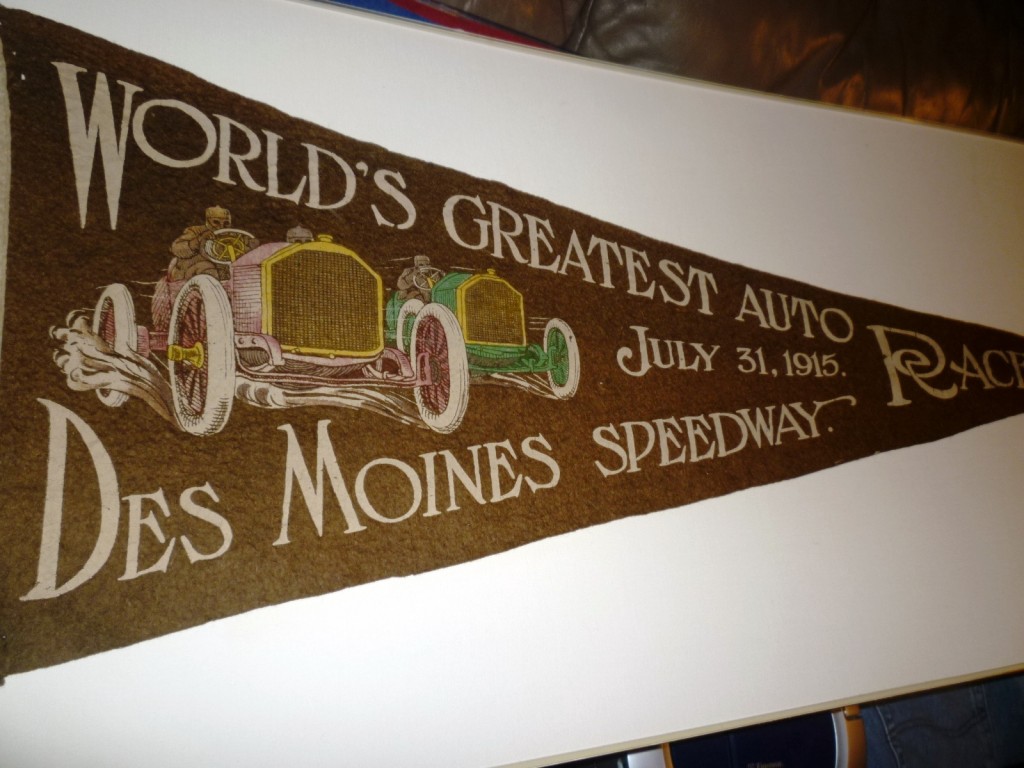 WORLD'S GREATEST AUTO RACE
JULY 31, 1915.
DES MOINES SPEEDWAY.